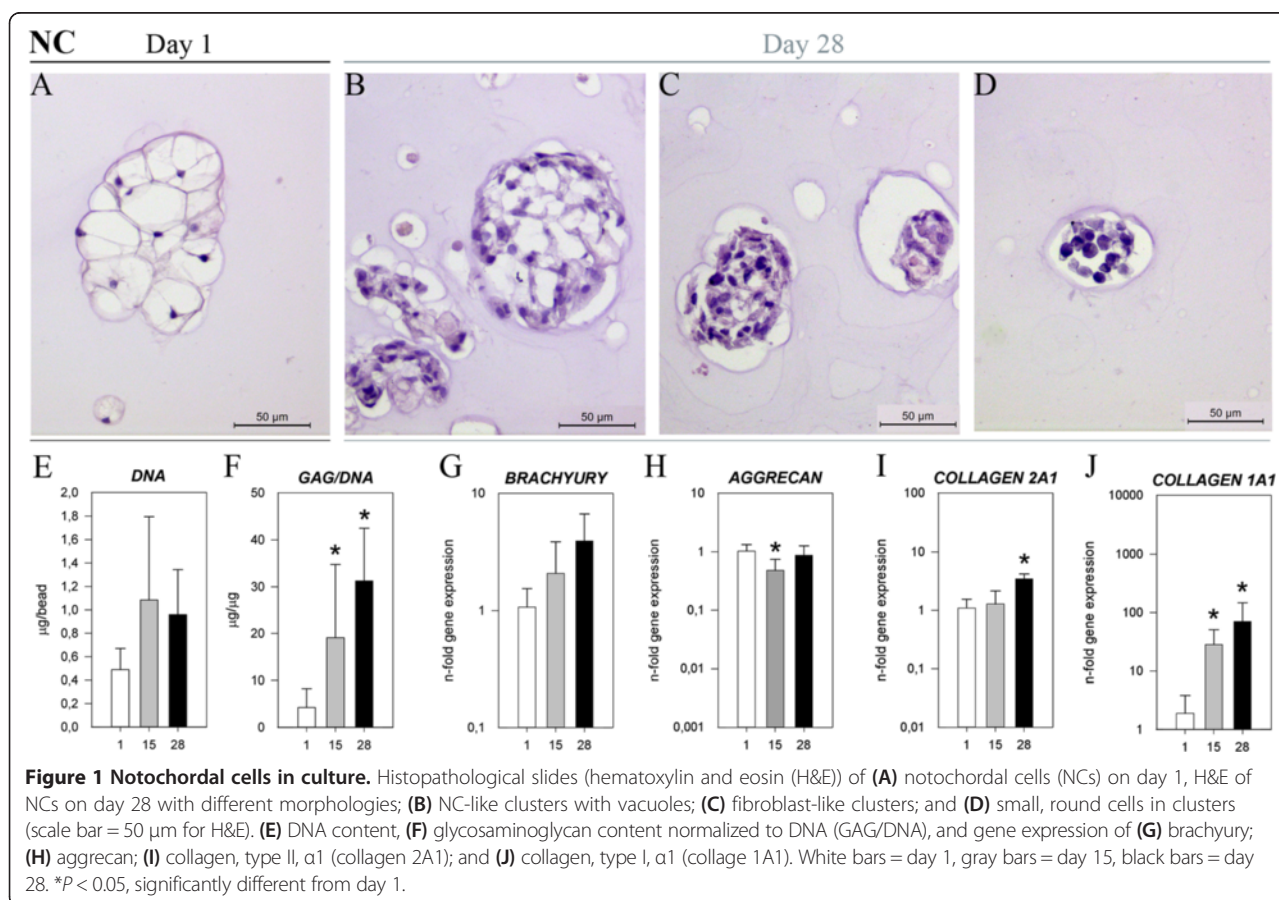 NC Day 1 Day 28
A B C D
50 µm 50 µm 50 µm 50 µm
E DNA
2,0
1,8
1,6
1,4
1,2
1,0
0,8
0,6
0,4
0,2
0,0
µg/bead
1 15 28
F GAG/DNA
50
40
30
20
10
0
µg/µg
* *
1 15 28
G BRACHYURY
10
1
0,1
n-fold gene expression
1 15 28
H AGGRECAN
10
1
0,1
0,01
0,001
n-fold gene expression
*
1 15 28
I COLLAGEN 2A1
100
10
1
0,1
0,01
n-fold gene expression
*
1 15 28
J COLLAGEN 1A1
10000
1000
100
10
1
n-fold gene expression
* *
1 15 28
Figure 1 Notochordal cells in culture. Histopathological slides (hematoxylin and eosin (H&E)) of (A) notochordal cells (NCs) on day 1, H&E of
NCs on day 28 with different morphologies; (B) NC-like clusters with vacuoles; (C) fibroblast-like clusters; and (D) small, round cells in clusters
(scale bar = 50 µm for H&E). (E) DNA content, (F) glycosaminoglycan content normalized to DNA (GAG/DNA), and gene expression of (G) brachyury;
(H) aggrecan; (I) collagen, type II, α1 (collagen 2A1); and (J) collagen, type I, α1 (collage 1A1). White bars = day 1, gray bars = day 15, black bars = day
28. *P < 0.05, significantly different from day 1.